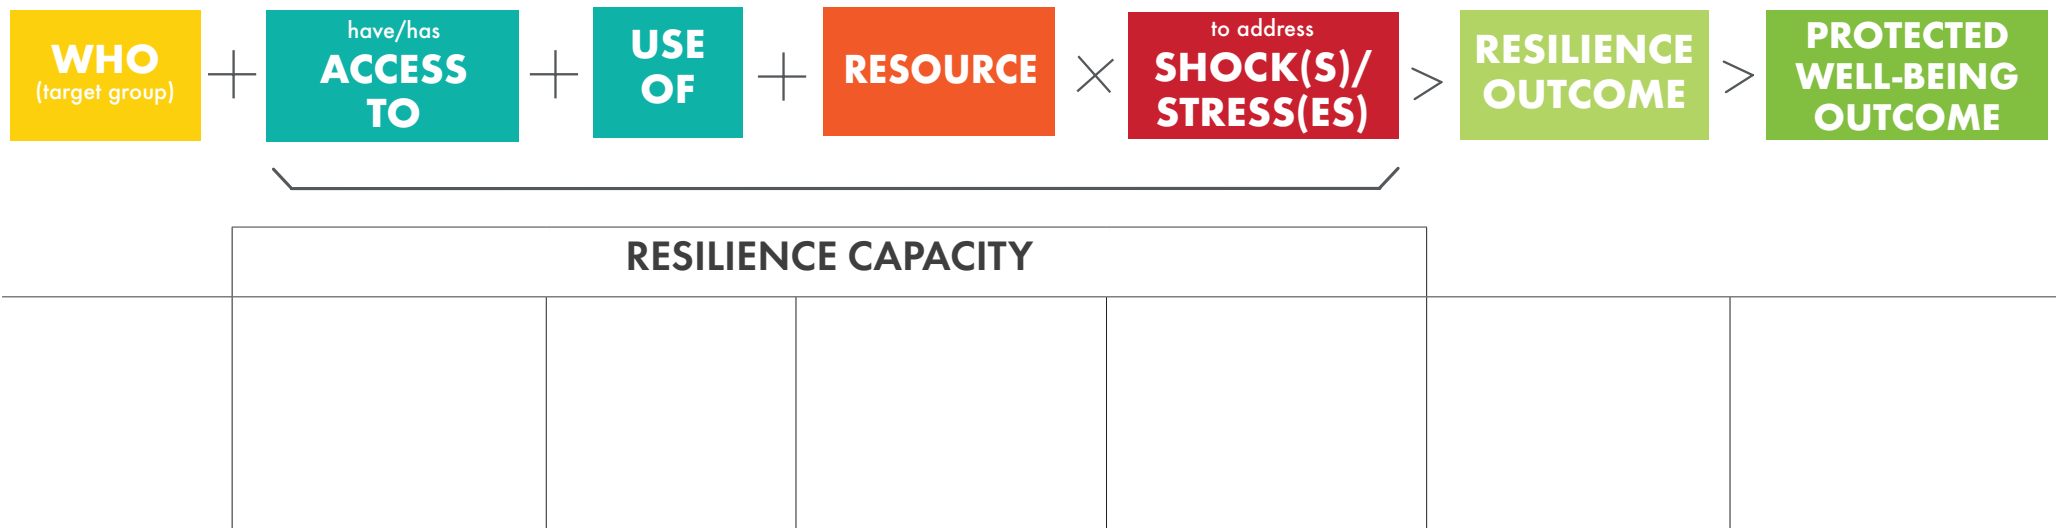 WHO
(target group)
+
have/has
ACCESS
TO
+
USE
OF
+
RESOURCE
×
to address
SHOCK(S)/
STRESS(ES)
>
RESILIENCE
OUTCOME
>
PROTECTED
WELL-BEING
OUTCOME
RESILIENCE CAPACITY